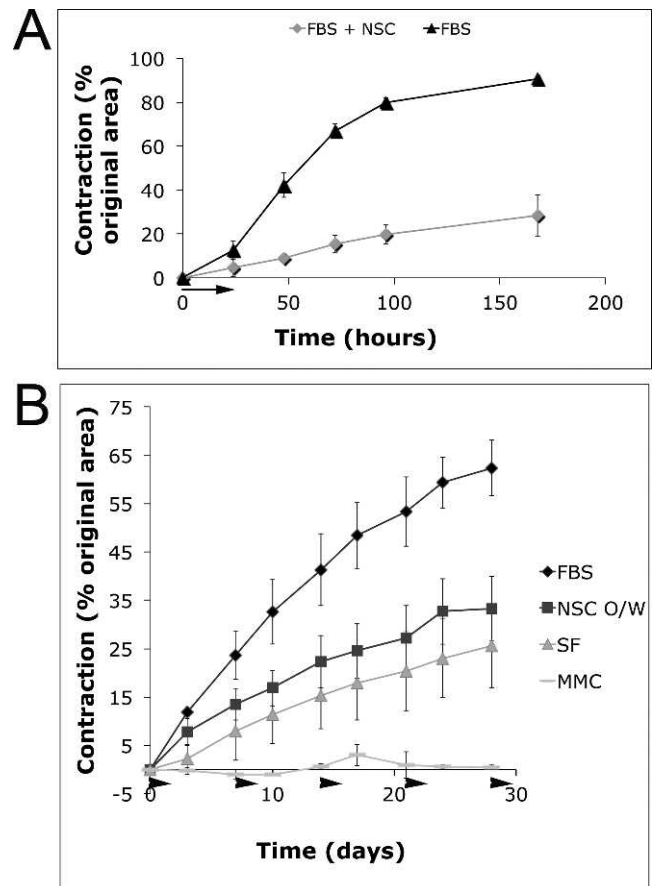 A
FBS + NSC FBS
Contraction (%
original area)
100
80
60
40
20
0
0 50 100 150 200
Time (hours)
B
Contraction (% original area)
75
65
55
45
35
25
15
5
-5
0 10 20 30
Time (days)
FBS
NSC O/W
SF
MMC